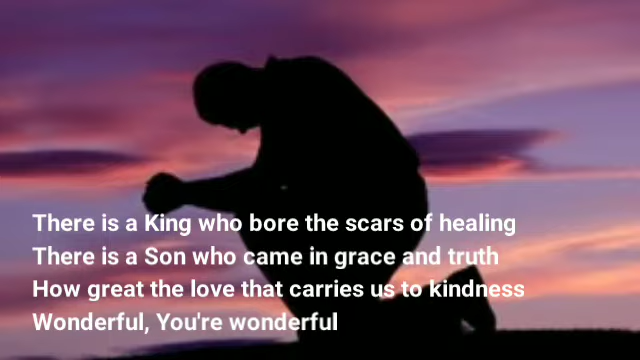 There is a King who bore the scars of healing
There is a Son who came in grace and truth
How great the love that carries us to kindness
Wonderful, You're wonderful